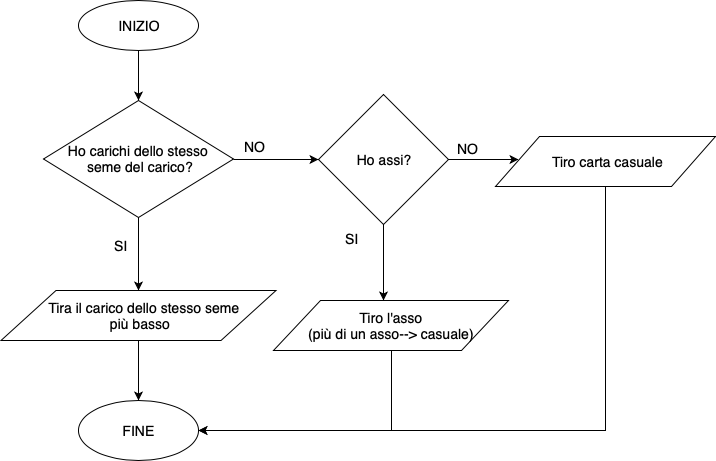 INIZIO
Ho carichi dello stesso
seme del carico?
NO
Ho assi?
NO
Tiro carta casuale
SI
SI
Tira il carico dello stesso seme
più basso
Tiro l'asso
(più di un asso--> casuale)
FINE